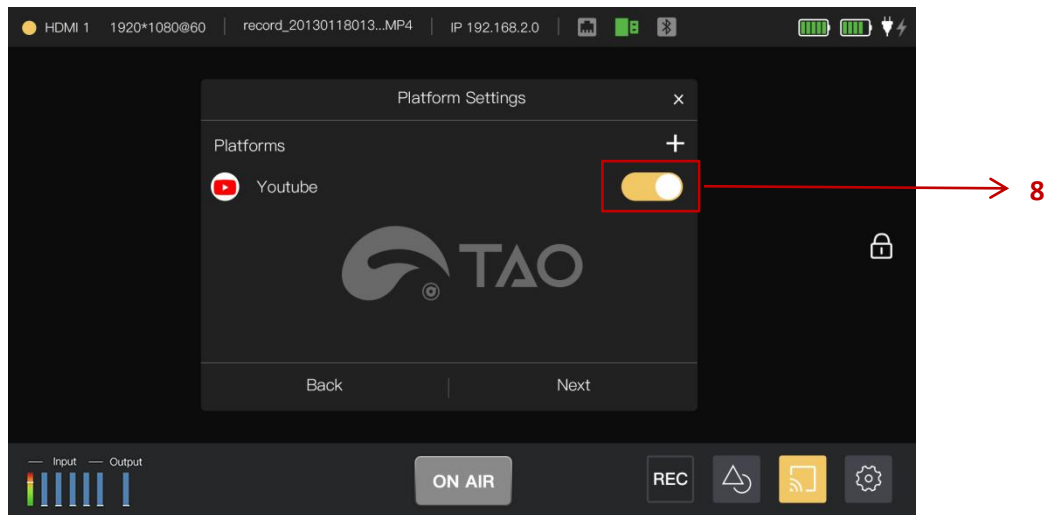 HDMI 1 1920*1080@60 record_20130118013...MP4 IP 192.168.2.0
Platform Settings x
Platforms +
Youtube
8
TAO
Back Next
Input Output
ON AIR REC